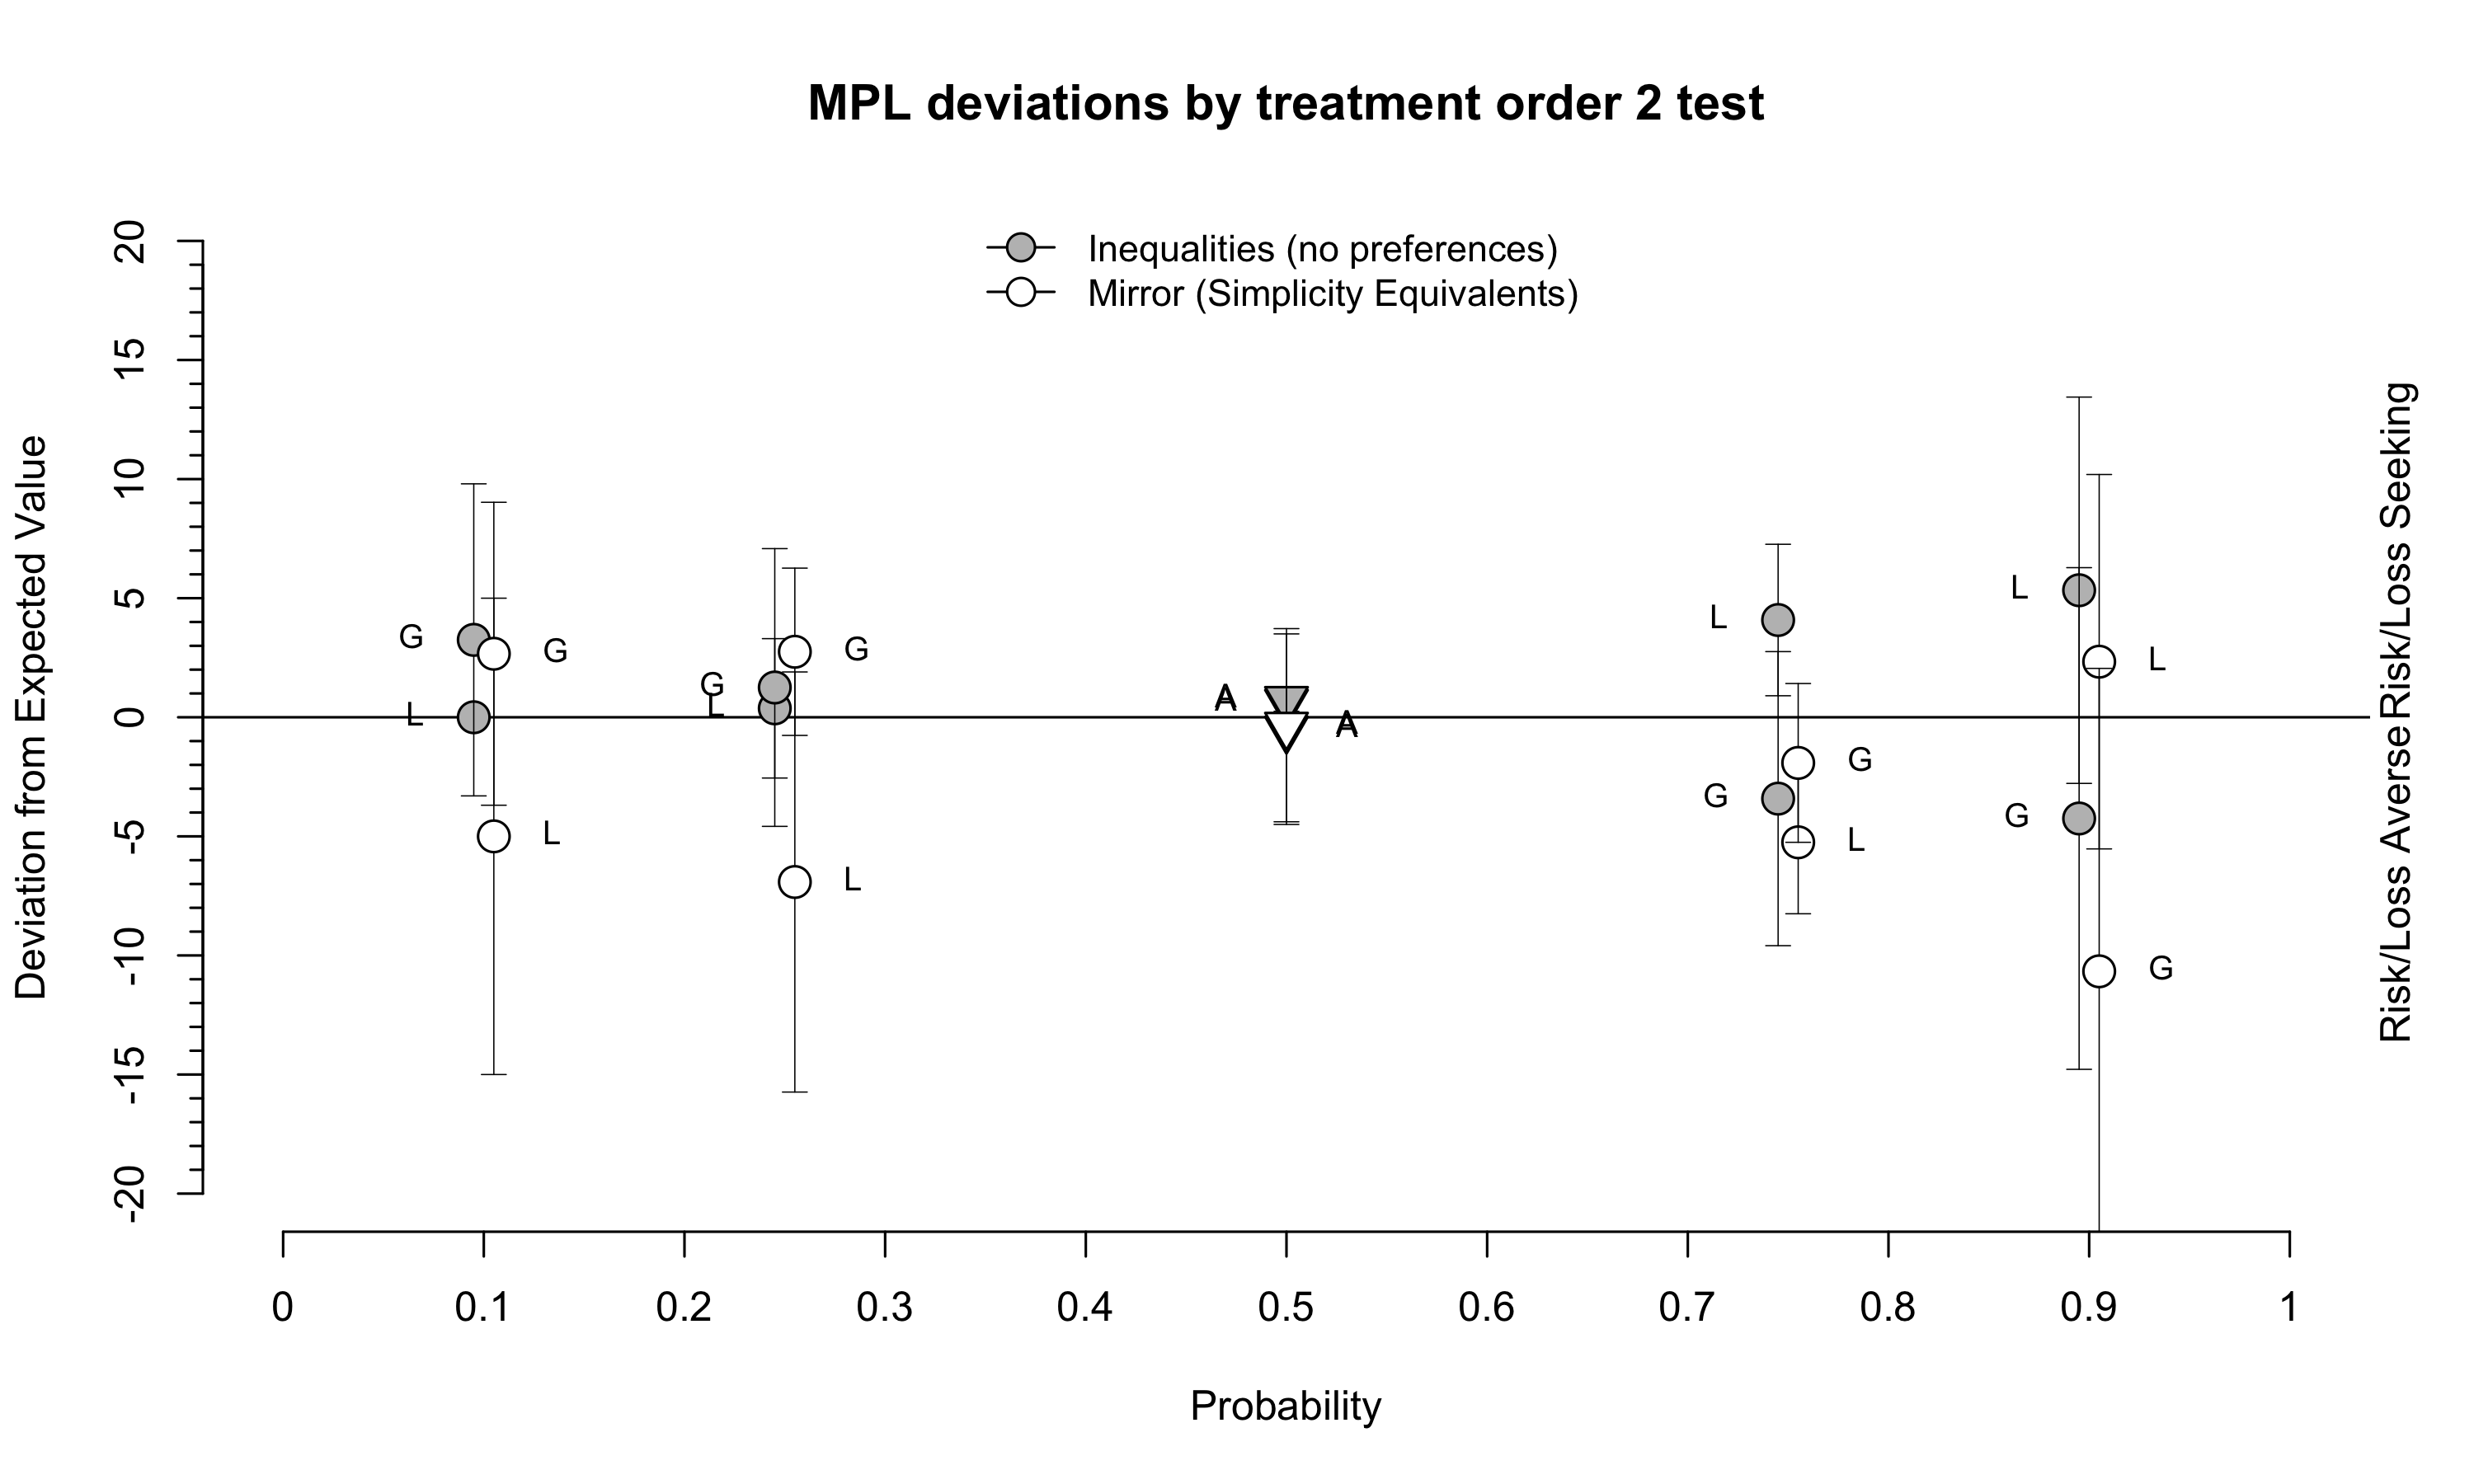 MPL deviations by treatment order 2 test
Inequalities (no preferences)
Mirror (Simplicity Equivalents)
Deviation from Expected Value
20
15
10
5
0
-5
-10
-15
-20
G
G
L
L
G
L
G
L
A
A
L
G
G
L
L
L
G
G
Risk/Loss Seeking
Risk/Loss Averse
0 0.1 0.2 0.3 0.4 0.5 0.6 0.7 0.8 0.9 1
Probability